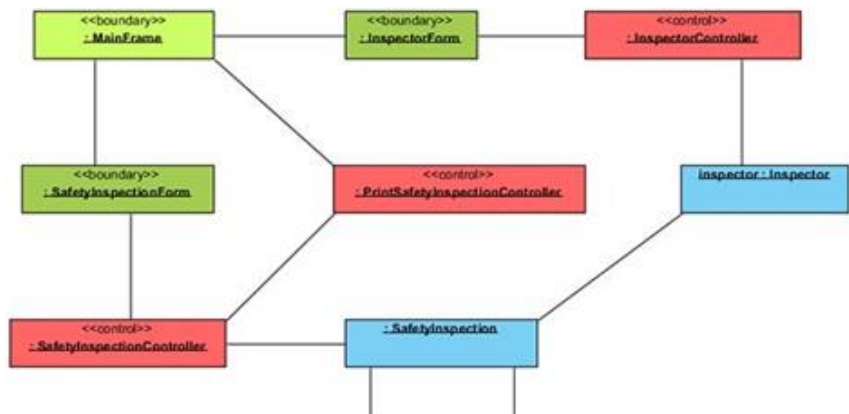 <<boundary>>
: MainFrame
<<boundary>>
: InspectorForm
<<control>>
: InspectorController
<<boundary>>
: SafetyInspectionForm
<<control>>
: PrintSafetyInspectionController
inspector : Inspector
<<control>>
: SafetyInspectionController
: SafetyInspection